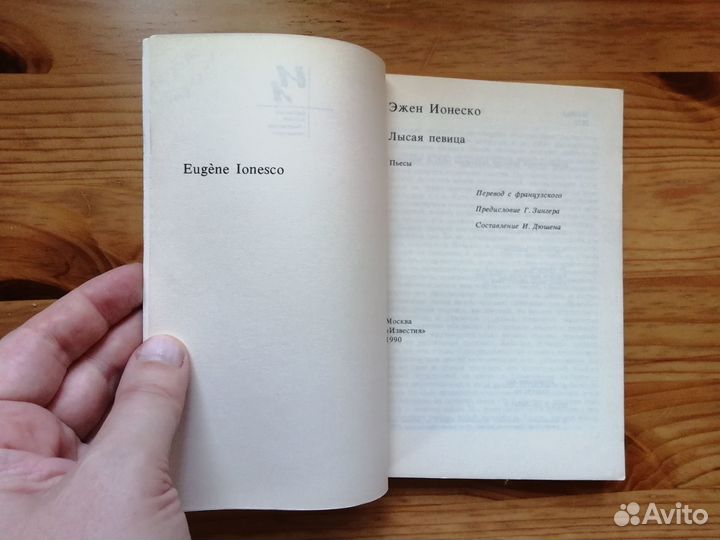 Eugène Ionesco
Эжен Ионеско
Лысая певица
Пьесы
Перевод с французского
Предисловие Г. Зингера
Составление И. Дюшена
Москва
«Известия»
1990
Avito